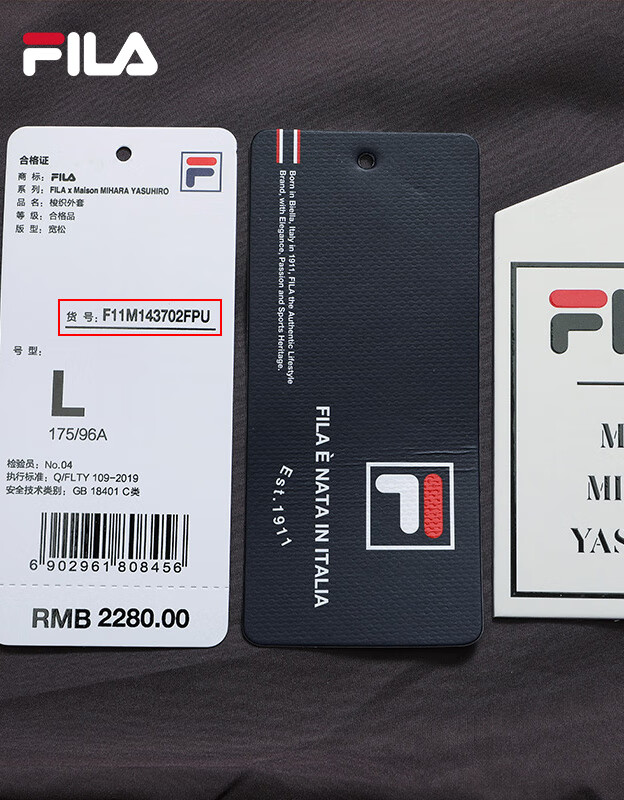 FILA
合格证
商 标: FILA
系 列: FILA x Maison MIHARA YASUHIRO
品 名: 梭织外套
等 级: 合格品
版 型: 宽松
货 号: F11M143702FPU
号 型:
L
175/96A
检验员: No.04
执行标准: Q/FLTY 109-2019
安全技术类别: GB 18401 C类
6 902961 808456
RMB 2280.00
Born in Biella, Italy in 1911, FILA the Authentic Lifestyle
Brand, with Elegance, Passion and Sports Heritage.
FILA È NATA IN ITALIA
Est.1911
FI
M
MI
YAS